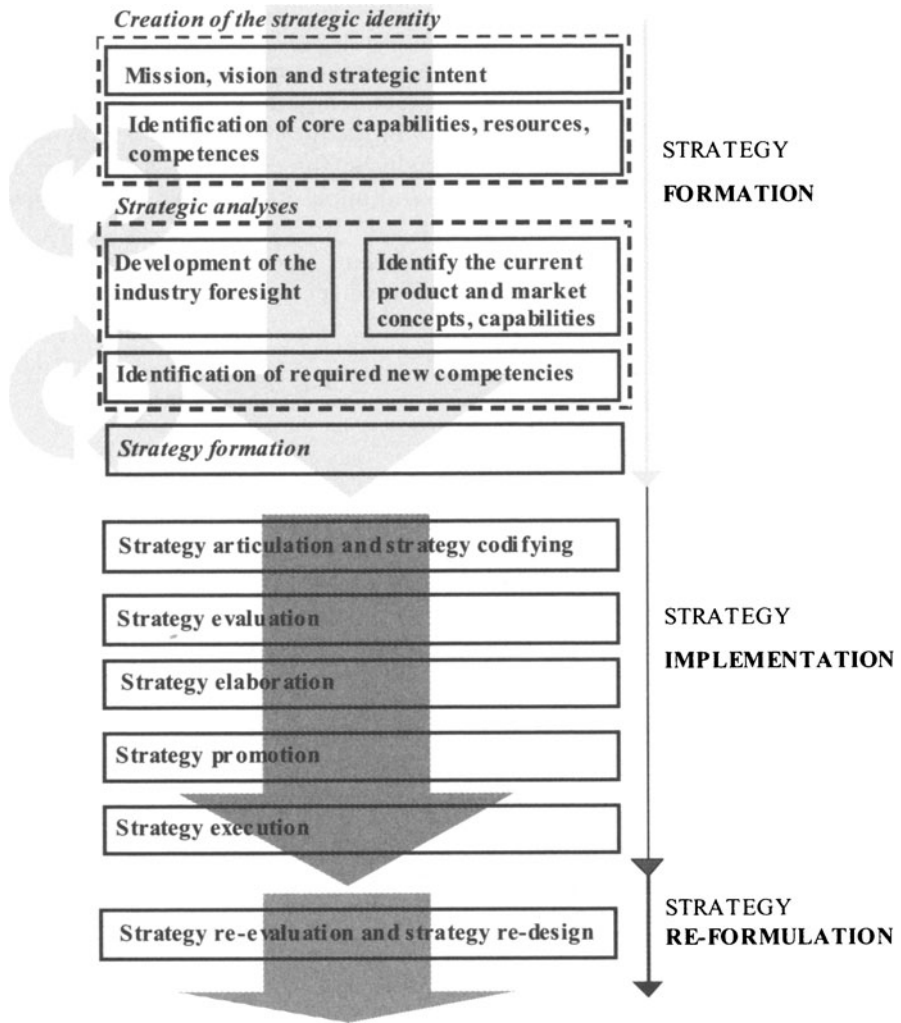 Creation of the strategic identity
Mission, vision and strategic intent
Identification of core capabilities, resources,
competences
STRATEGY
FORMATION
Strategic analyses
Development of the
industry foresight
Identify the current
product and market
concepts, capabilities
Identification of required new competencies
Strategy formation
Strategy articulation and strategy codifying
Strategy evaluation
STRATEGY
IMPLEMENTATION
Strategy elaboration
Strategy promotion
Strategy execution
STRATEGY
RE-FORMULATION
Strategy re-evaluation and strategy re-design